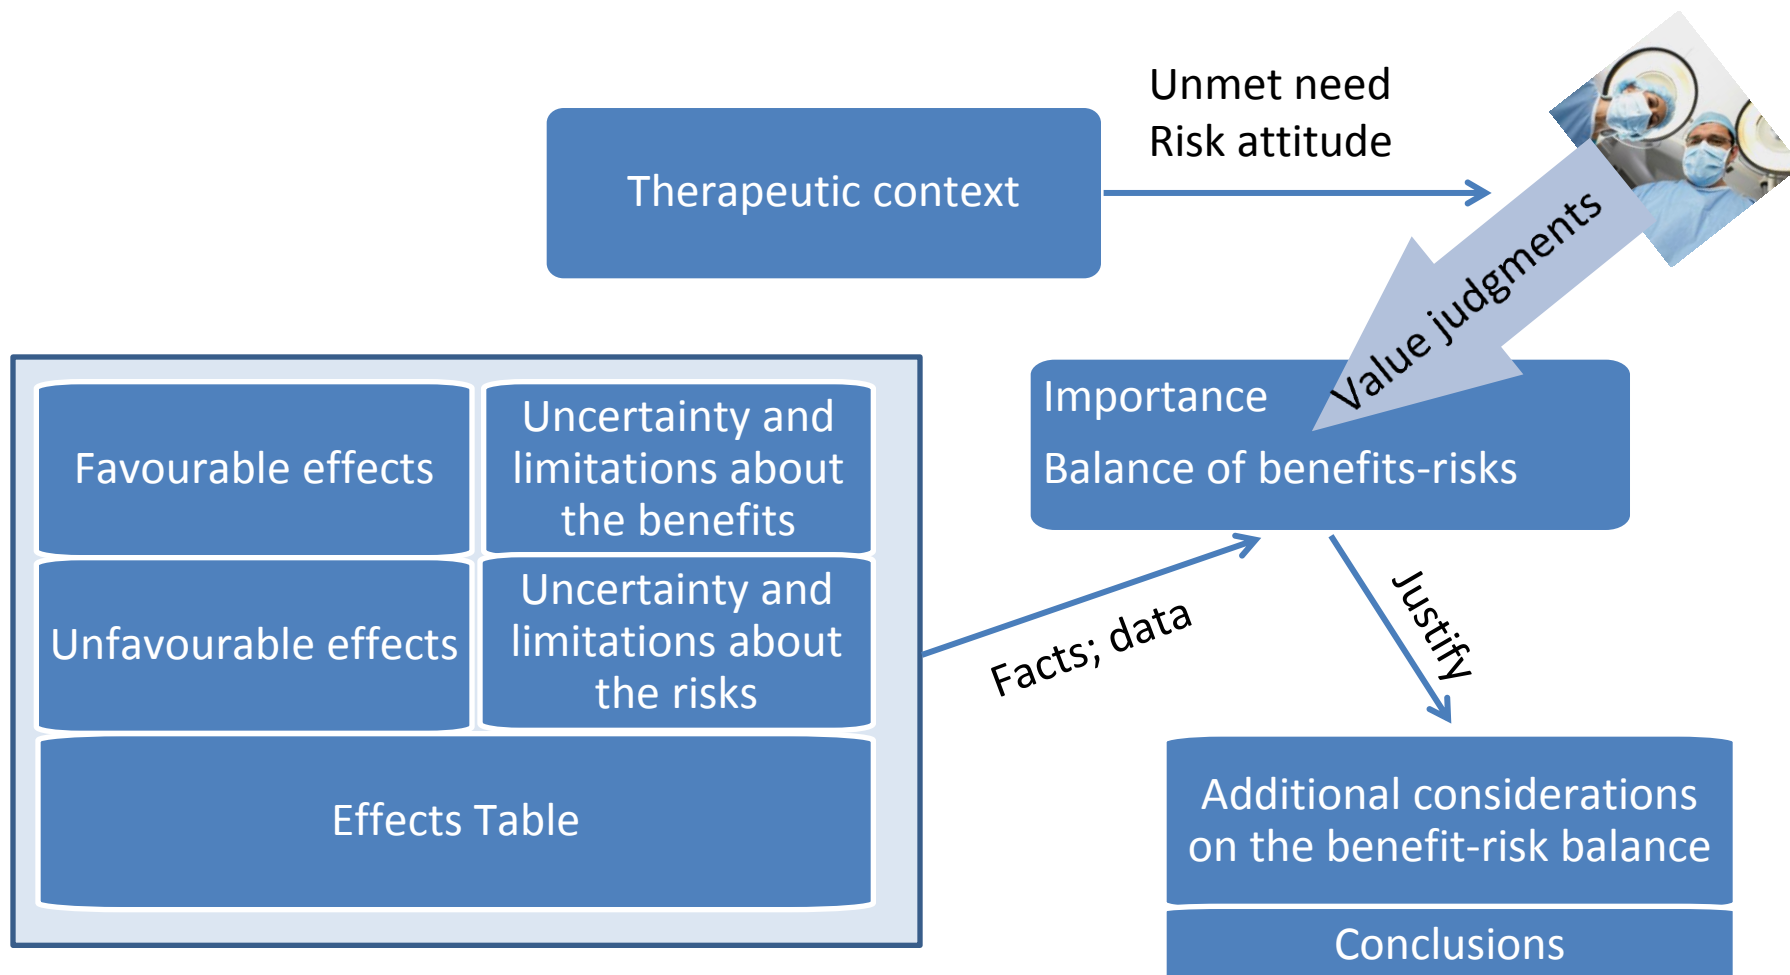 Unmet need
Risk attitude
Therapeutic context
Value judgments
Importance
Balance of benefits-risks
Favourable effects
Uncertainty and
limitations about
the benefits
Unfavourable effects
Uncertainty and
limitations about
the risks
Effects Table
Facts; data
Justify
Additional considerations
on the benefit-risk balance
Conclusions